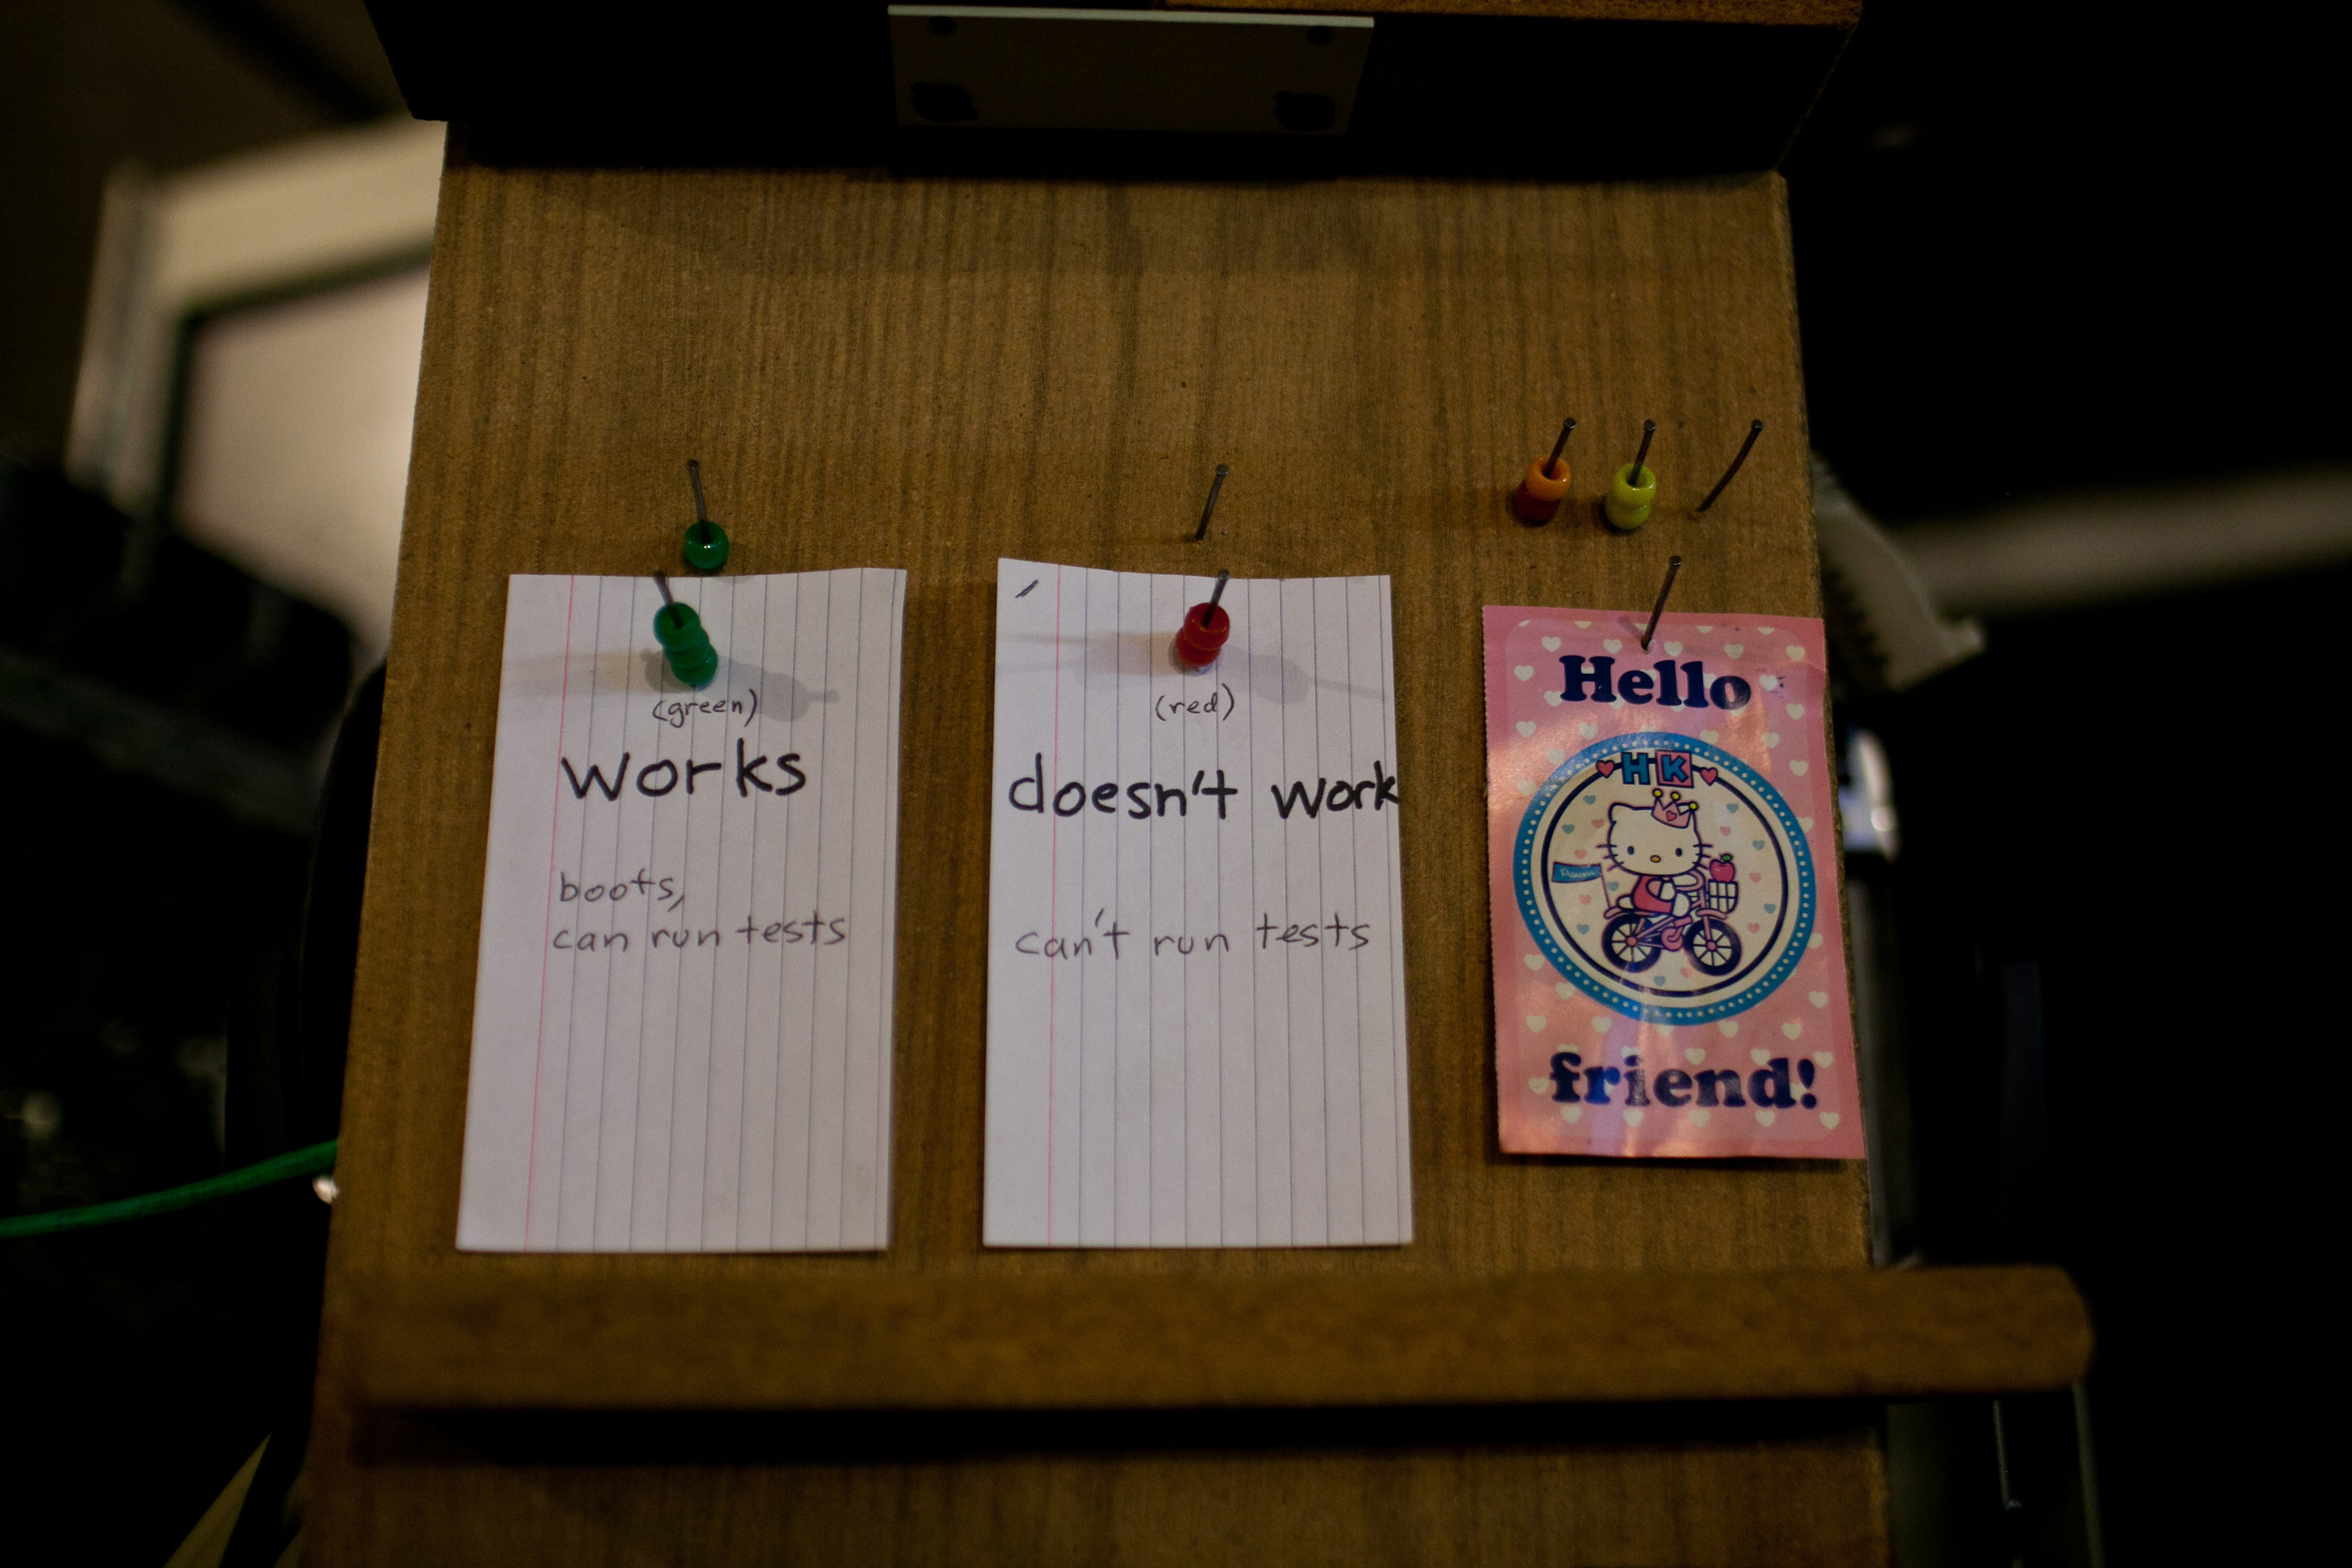 (green)
works
boots,
can run tests
(red)
doesn't work
can't run tests
Hello
HK
friend!